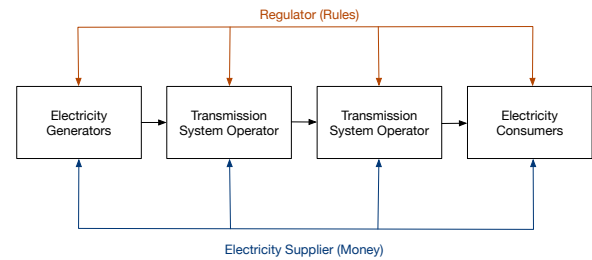 Regulator (Rules)
Electricity
Generators
Transmission
System Operator
Transmission
System Operator
Electricity
Consumers
Electricity Supplier (Money)